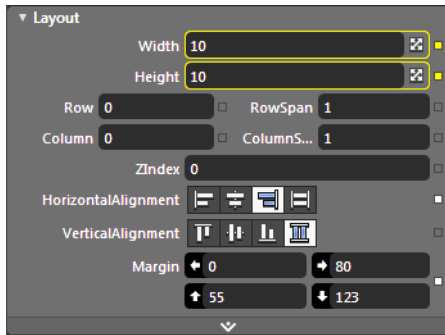 Layout
Width 10
Height 10
Row 0 RowSpan 1
Column 0 ColumnS... 1
ZIndex 0
HorizontalAlignment
VerticalAlignment
Margin 0 80
55 123